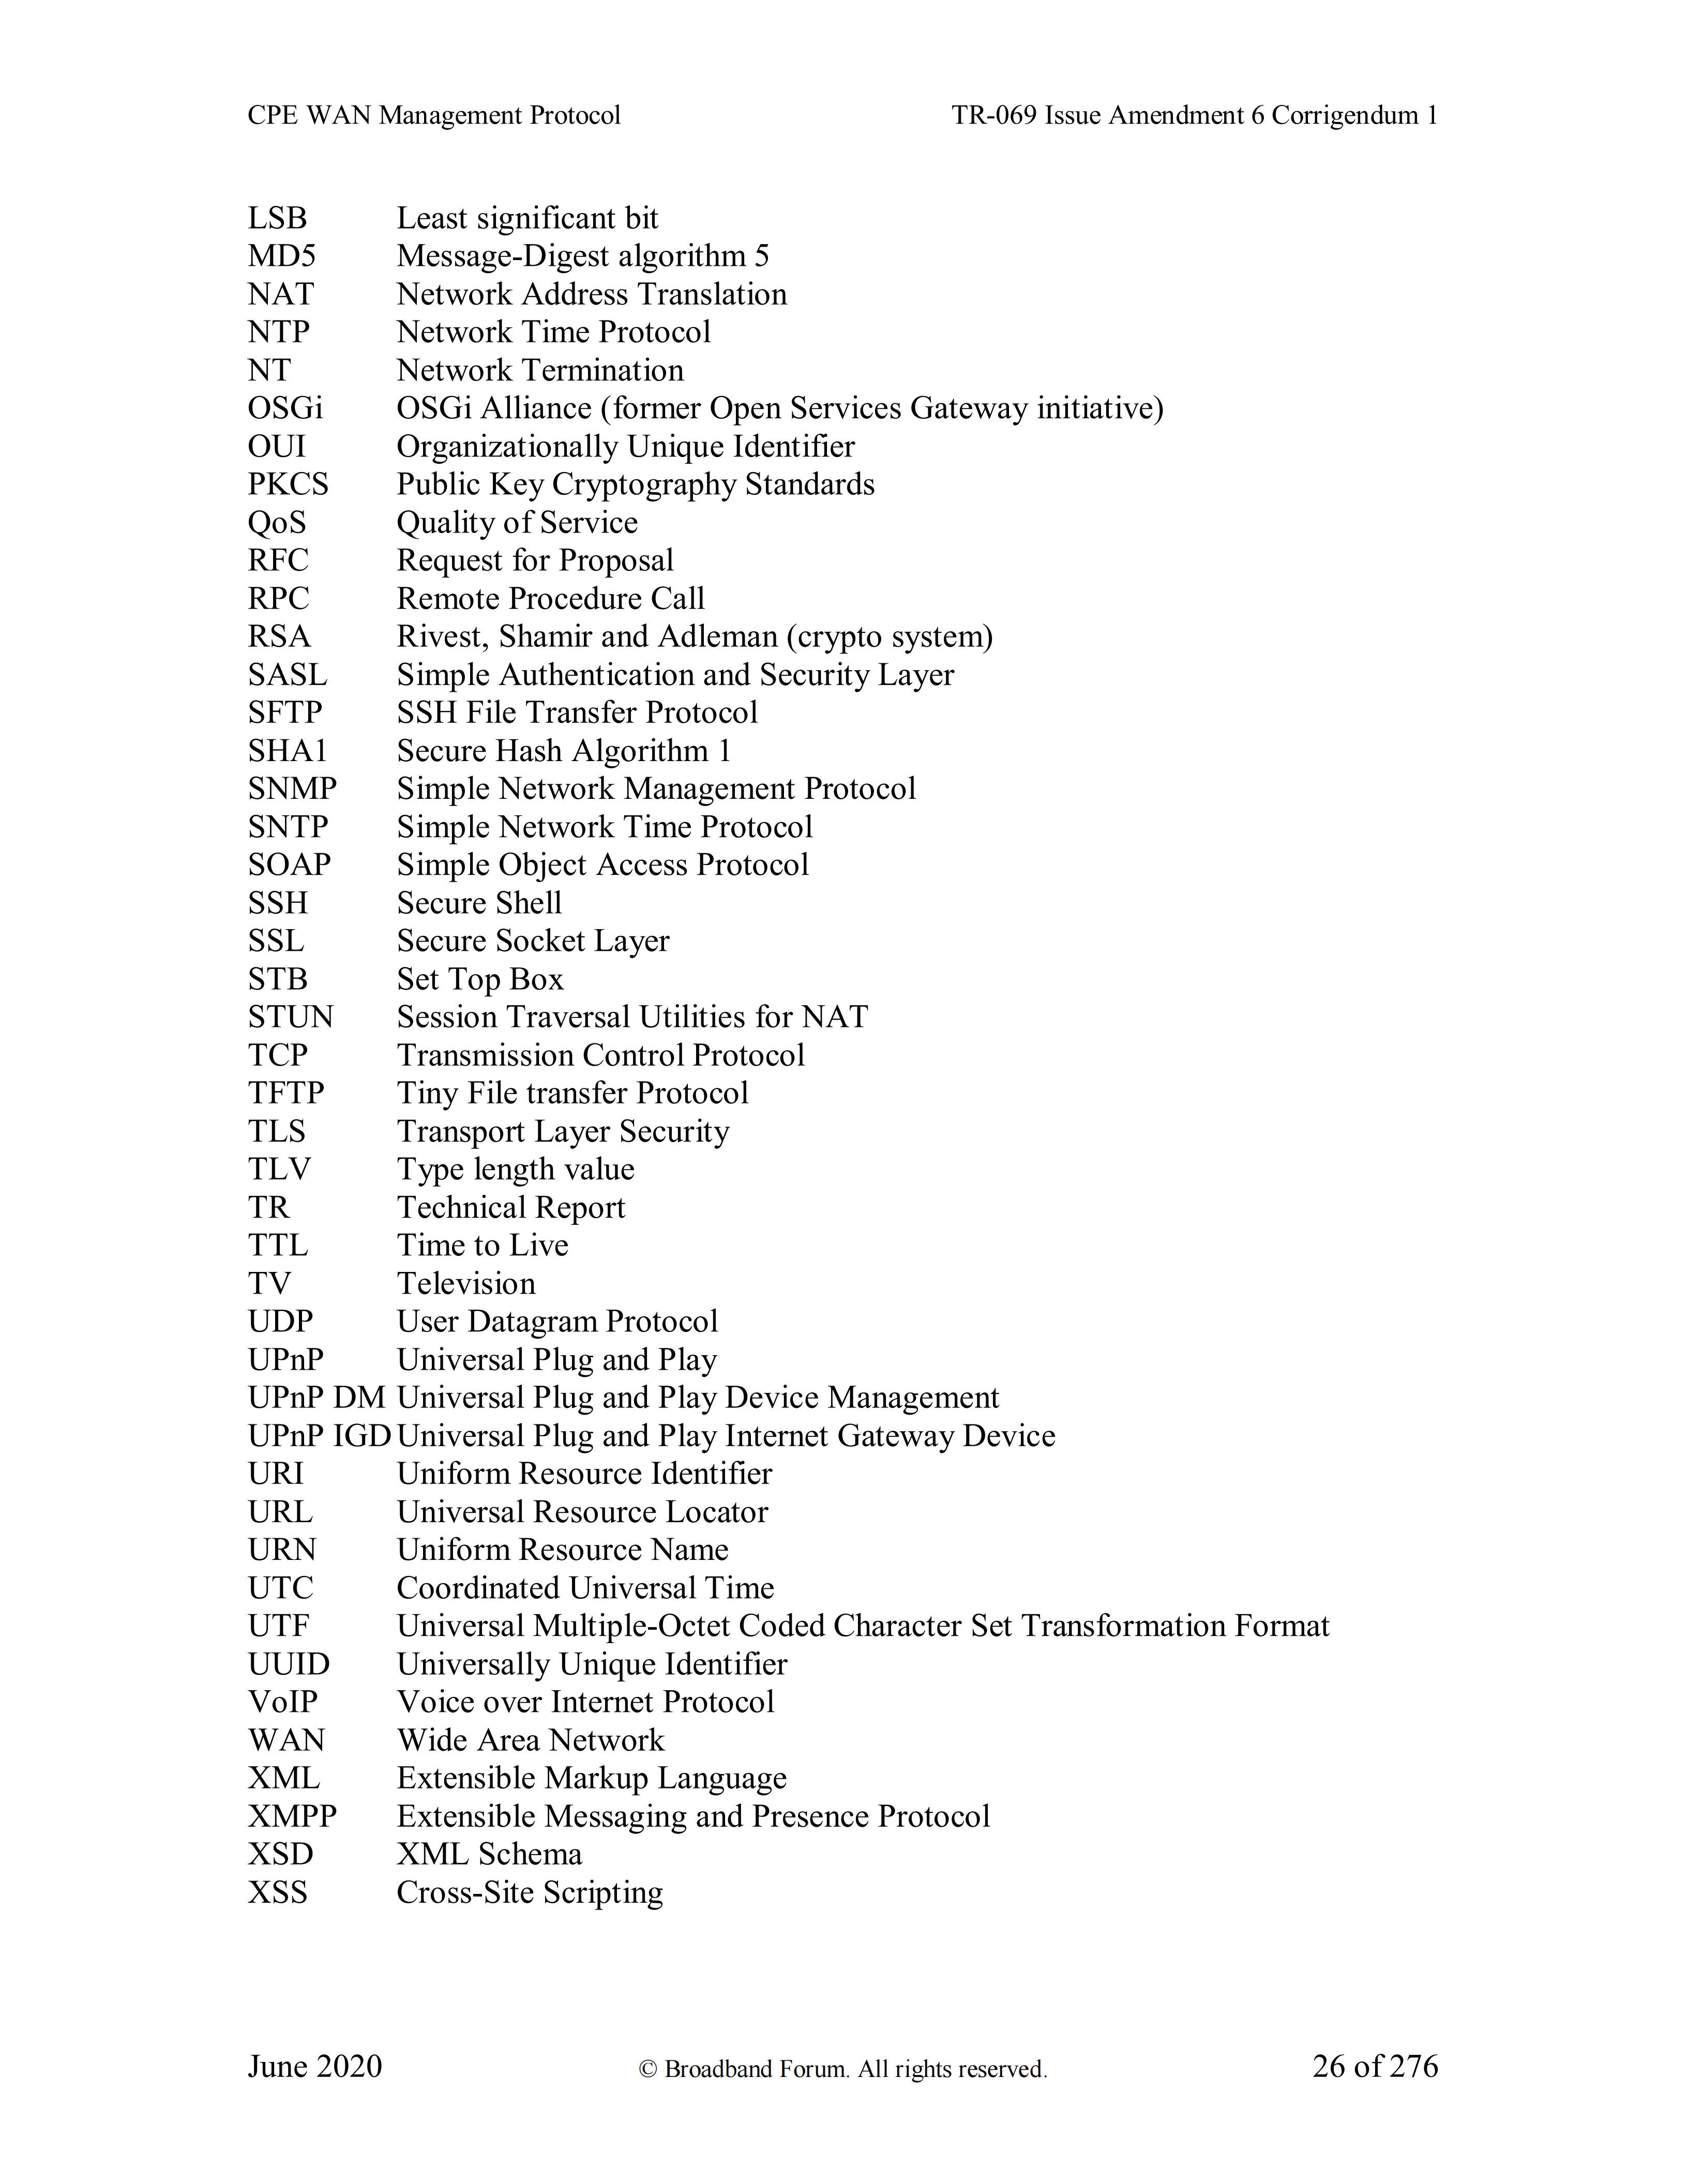 CPE WAN Management Protocol TR-069 Issue Amendment 6 Corrigendum 1
LSB Least significant bit
MD5 Message-Digest algorithm 5
NAT Network Address Translation
NTP Network Time Protocol
NT Network Termination
OSGi OSGi Alliance (former Open Services Gateway initiative)
OUI Organizationally Unique Identifier
PKCS Public Key Cryptography Standards
QoS Quality of Service
RFC Request for Proposal
RPC Remote Procedure Call
RSA Rivest, Shamir and Adleman (crypto system)
SASL Simple Authentication and Security Layer
SFTP SSH File Transfer Protocol
SHA1 Secure Hash Algorithm 1
SNMP Simple Network Management Protocol
SNTP Simple Network Time Protocol
SOAP Simple Object Access Protocol
SSH Secure Shell
SSL Secure Socket Layer
STB Set Top Box
STUN Session Traversal Utilities for NAT
TCP Transmission Control Protocol
TFTP Tiny File transfer Protocol
TLS Transport Layer Security
TLV Type length value
TR Technical Report
TTL Time to Live
TV Television
UDP User Datagram Protocol
UPnP Universal Plug and Play
UPnP DM Universal Plug and Play Device Management
UPnP IGD Universal Plug and Play Internet Gateway Device
URI Uniform Resource Identifier
URL Universal Resource Locator
URN Uniform Resource Name
UTC Coordinated Universal Time
UTF Universal Multiple-Octet Coded Character Set Transformation Format
UUID Universally Unique Identifier
VoIP Voice over Internet Protocol
WAN Wide Area Network
XML Extensible Markup Language
XMPP Extensible Messaging and Presence Protocol
XSD XML Schema
XSS Cross-Site Scripting
June 2020 © Broadband Forum. All rights reserved. 26 of 276